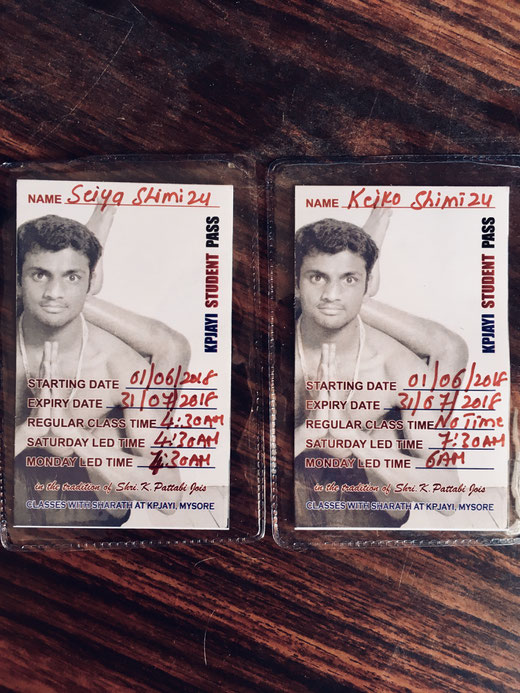 NAME Seiya Shimizu
KPJAYI STUDENT PASS
STARTING DATE 01/06/2018
EXPIRY DATE 31/07/2018
REGULAR CLASS TIME 4:30AM
SATURDAY LED TIME 4:30AM
MONDAY LED TIME 4:30AM
in the tradition of Shri. K. Pattabi Jois
CLASSES WITH SHARATH AT KPJAYI, MYSORE
NAME Keiko Shimizu
KPJAYI STUDENT PASS
STARTING DATE 01/06/2018
EXPIRY DATE 31/07/2018
REGULAR CLASS TIME No Time
SATURDAY LED TIME 7:30AM
MONDAY LED TIME 6AM
in the tradition of Shri. K. Pattabi Jois
CLASSES WITH SHARATH AT KPJAYI, MYSORE